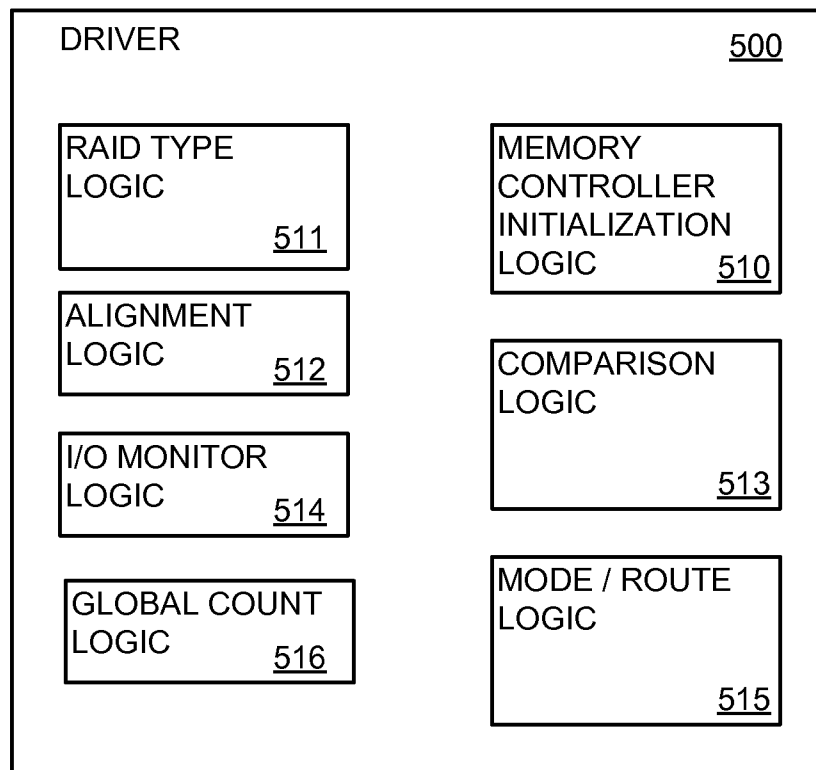 DRIVER
500
RAID TYPE
LOGIC
511
MEMORY
CONTROLLER
INITIALIZATION
LOGIC
510
ALIGNMENT
LOGIC
512
COMPARISON
LOGIC
513
I/O MONITOR
LOGIC
514
MODE / ROUTE
LOGIC
515
GLOBAL COUNT
LOGIC
516